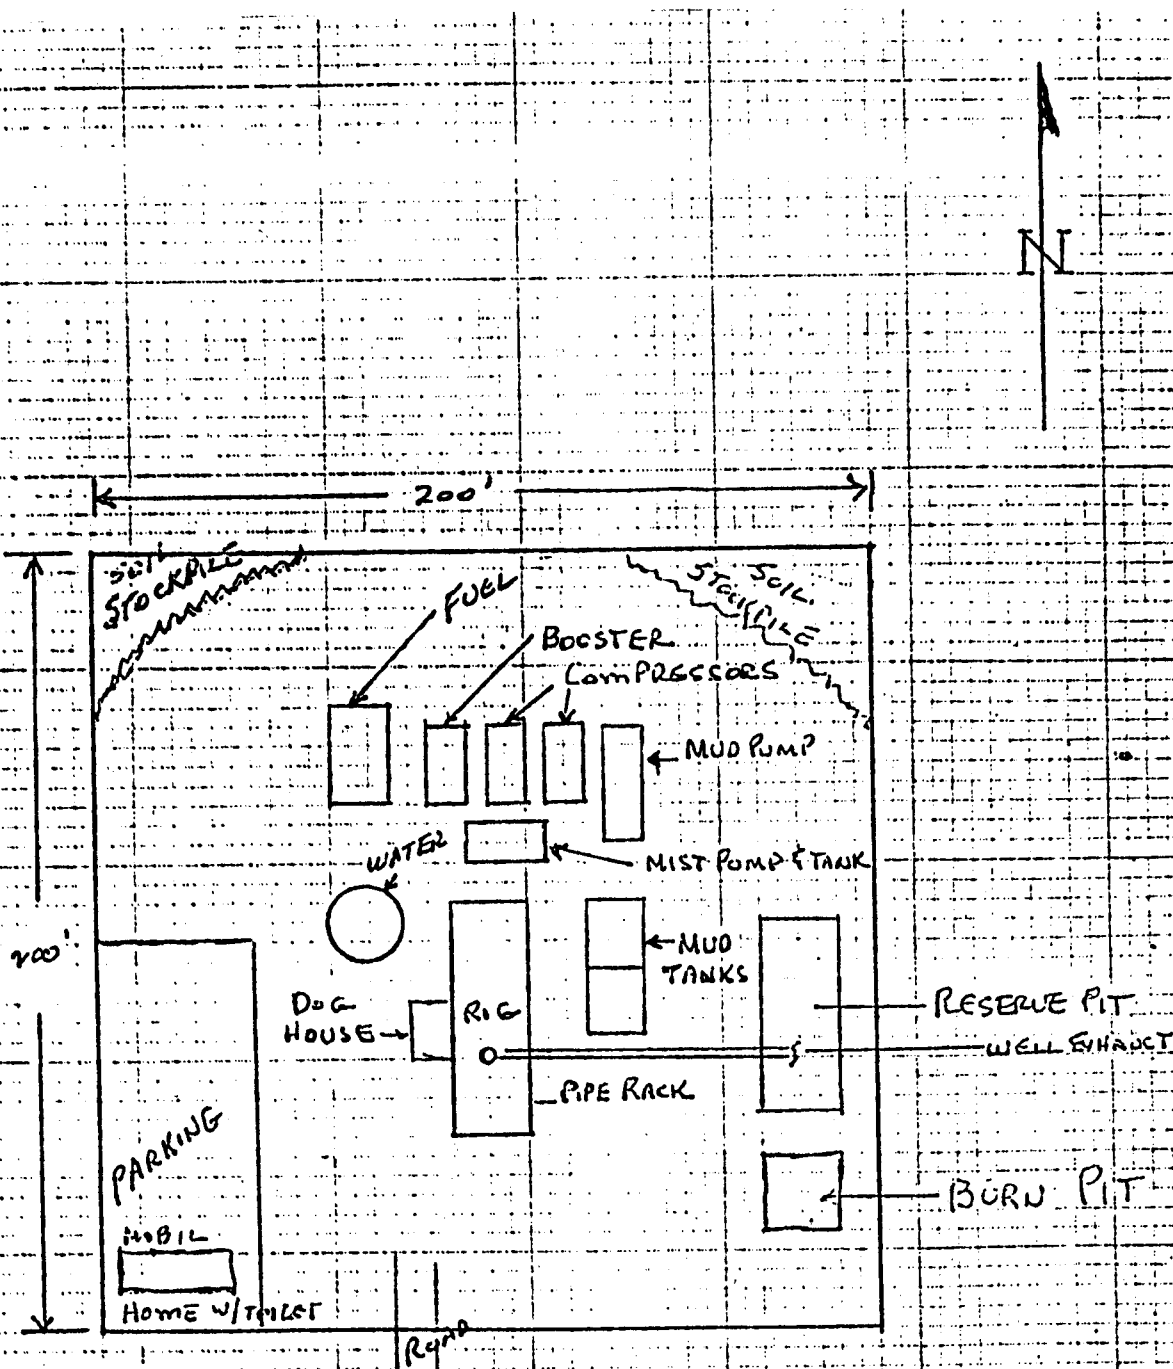 N
200'
SOIL
STOCKPILE
SOIL
STOCKPILE
FUEL
BOOSTER
COMPRESSORS
MUD PUMP
WATER
MIST PUMP & TANK
200'
MUD
TANKS
DOG
HOUSE
RIG
RESERVE PIT
WELL EXHAUST
PIPE RACK
PARKING
BURN PIT
MOBIL
HOME W/TOILET
ROAD